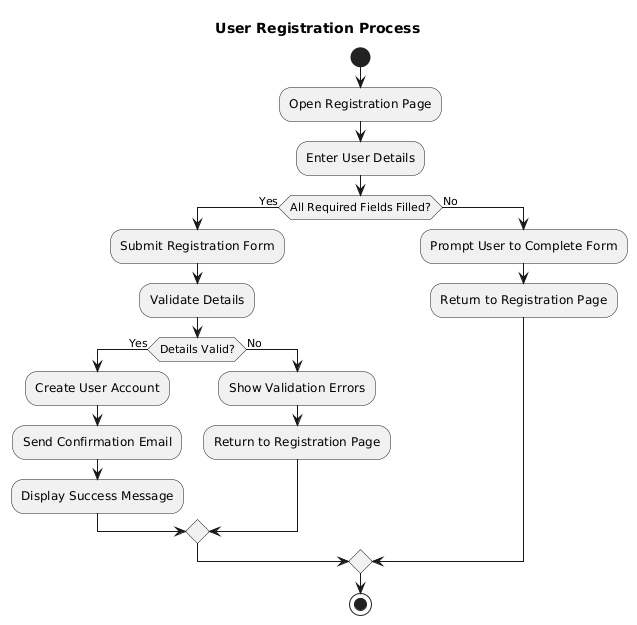 User Registration Process
Open Registration Page
Enter User Details
Yes
All Required Fields Filled?
No
Submit Registration Form
Prompt User to Complete Form
Validate Details
Return to Registration Page
Yes
Details Valid?
No
Create User Account
Show Validation Errors
Send Confirmation Email
Return to Registration Page
Display Success Message